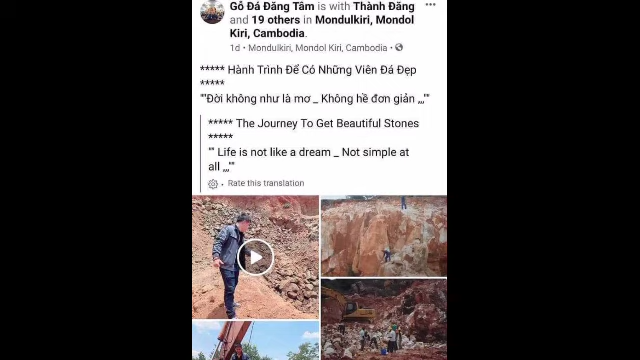 Gỗ Đá Đăng Tâm is with Thành Đăng
and 19 others in Mondulkiri, Mondol
Kiri, Cambodia.
1d • Mondulkiri, Mondol Kiri, Cambodia •
***** Hành Trình Để Có Những Viên Đá Đẹp
*****
"'Đời không như là mơ _ Không hề đơn giản ,,,'"
***** The Journey To Get Beautiful Stones
*****
"' Life is not like a dream _ Not simple at
all ,,,'"
• Rate this translation